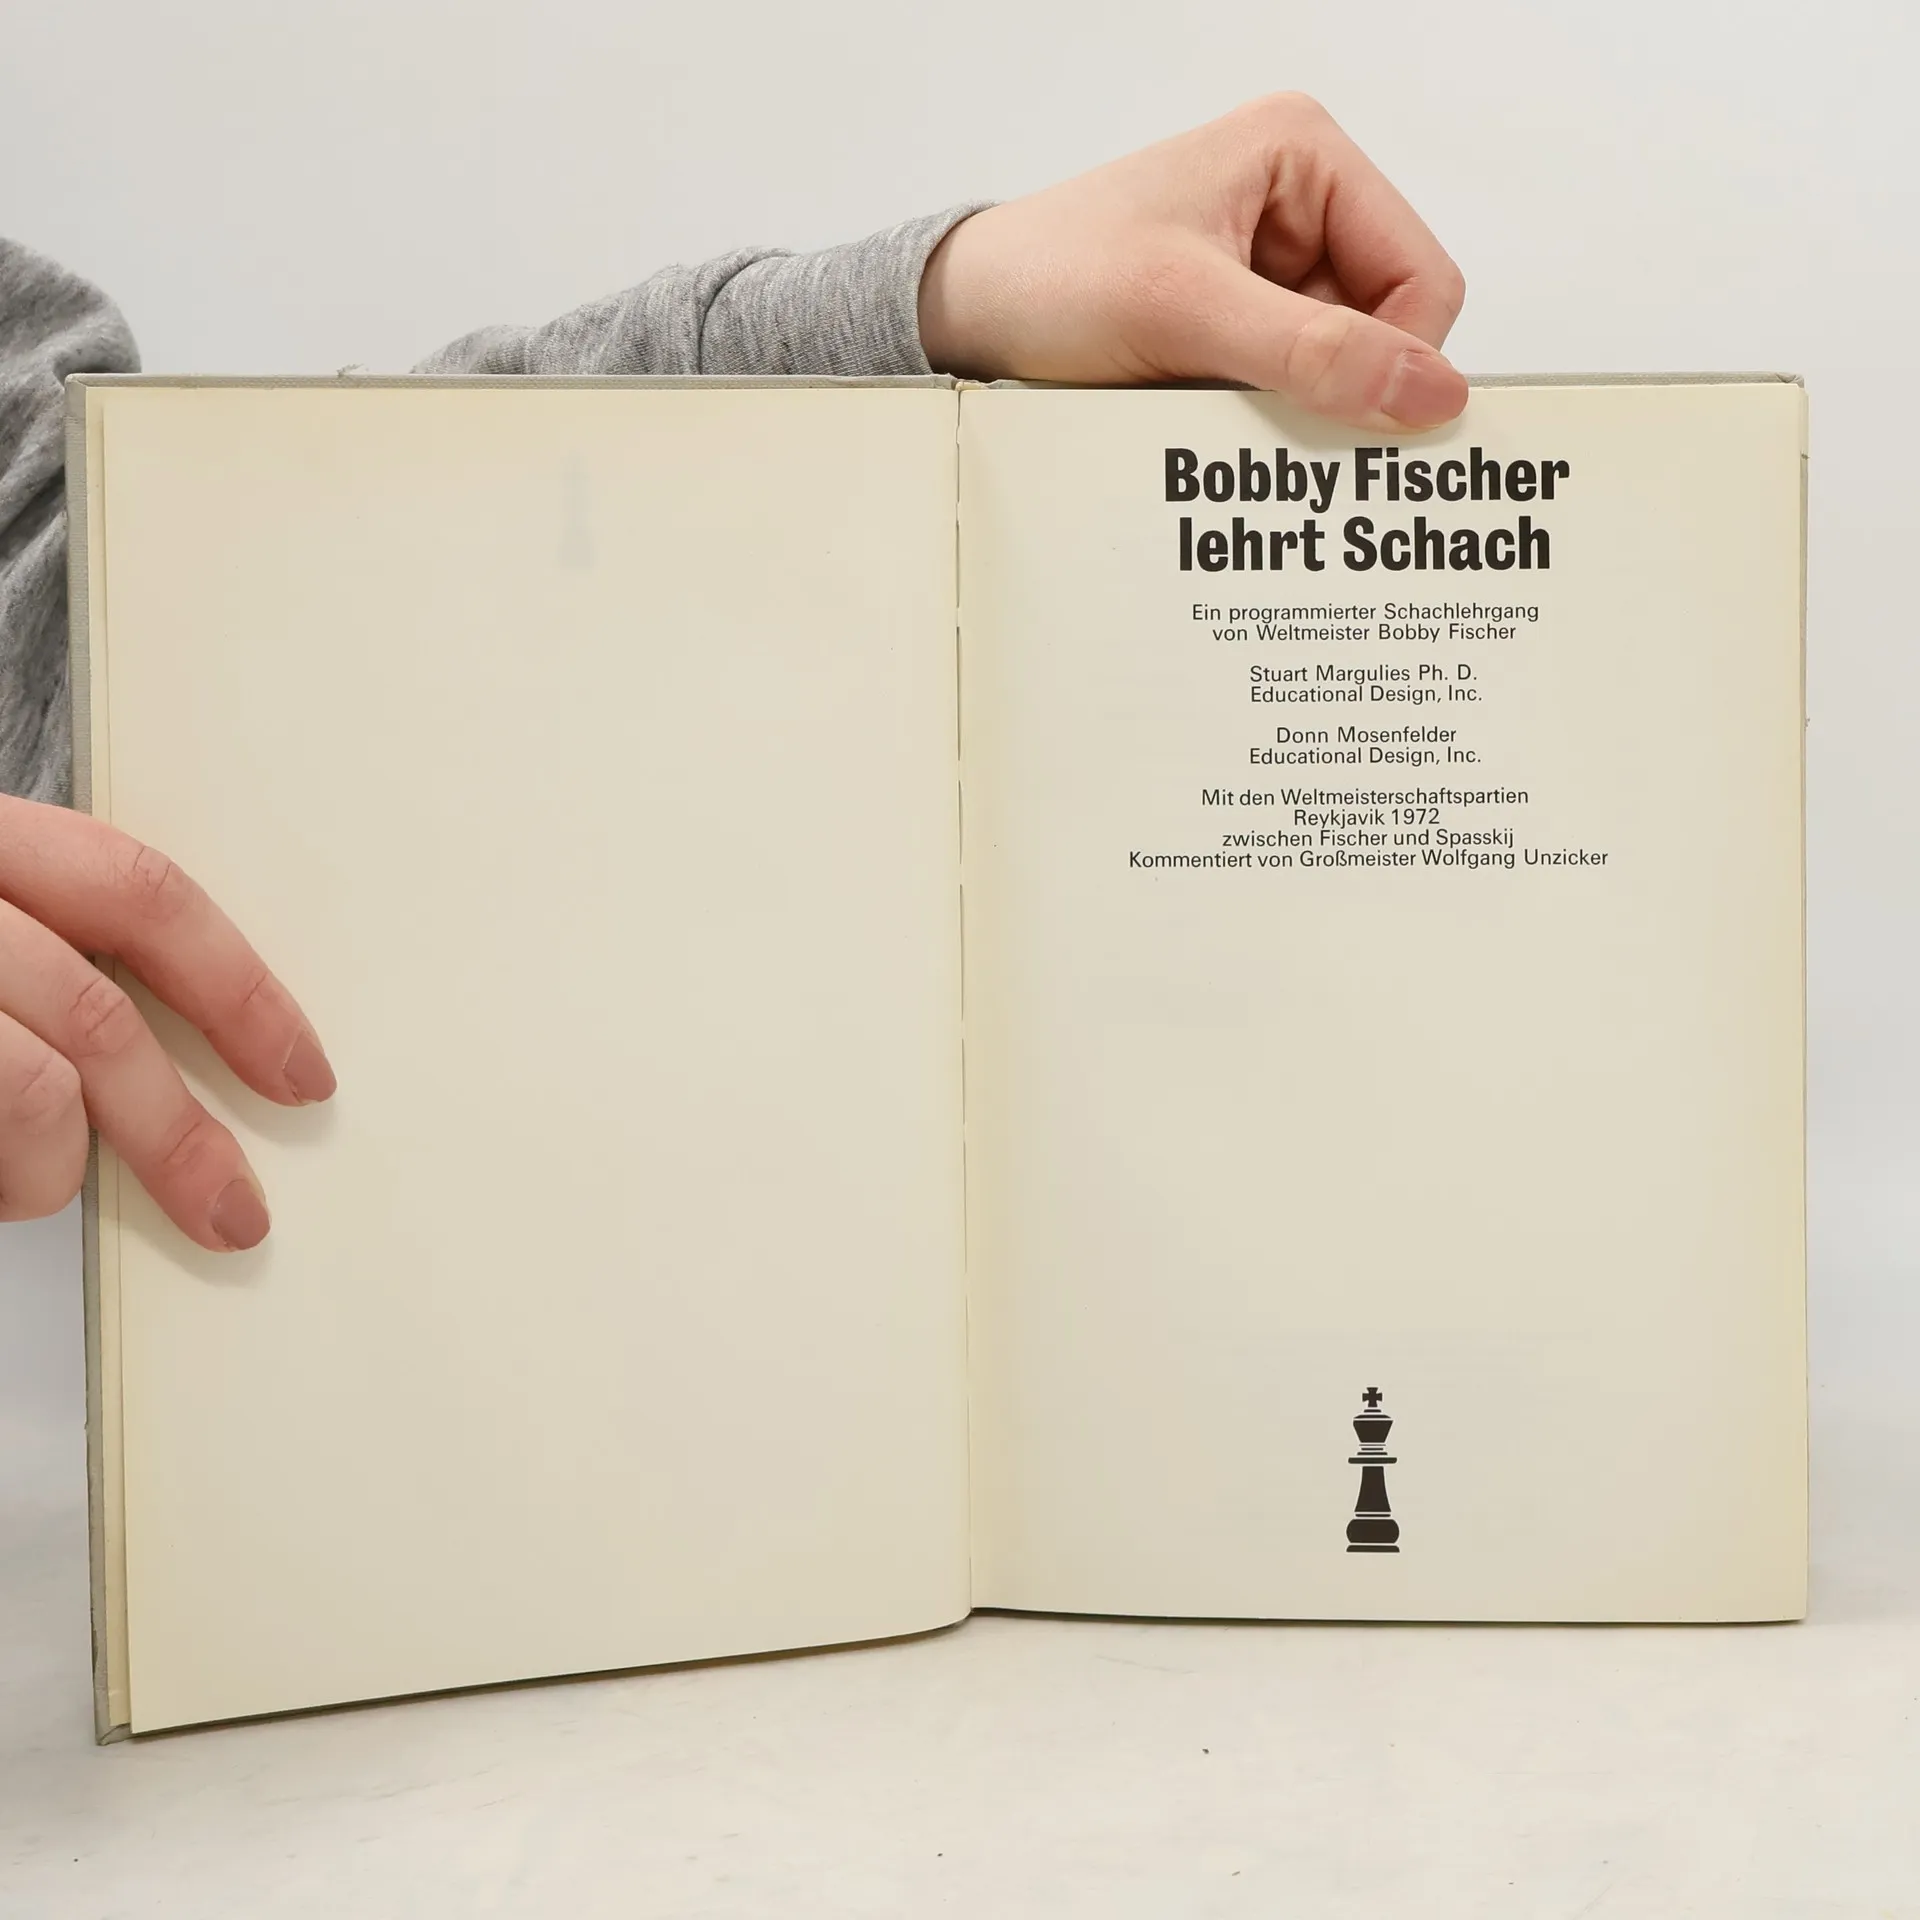 Bobby Fischer
lehrt Schach
Ein programmierter Schachlehrgang
von Weltmeister Bobby Fischer
Stuart Margulies Ph. D.
Educational Design, Inc.
Donn Mosenfelder
Educational Design, Inc.
Mit den Weltmeisterschaftspartien
Reykjavik 1972
zwischen Fischer und Spasskij
Kommentiert von Großmeister Wolfgang Unzicker